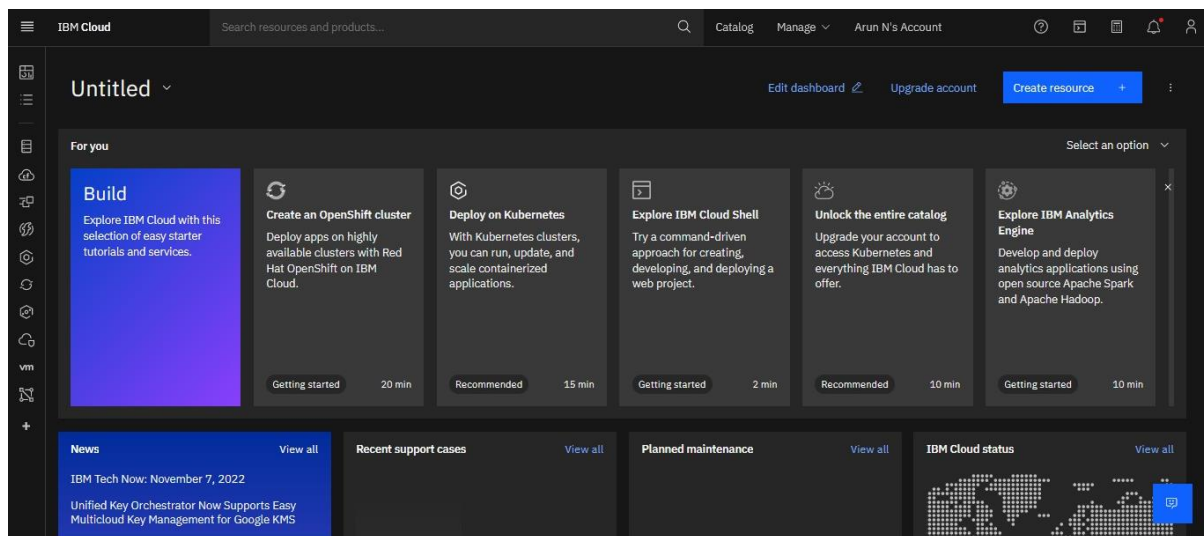 IBM Cloud
Search resources and products...
Catalog
Manage
Arun N's Account
Untitled
Edit dashboard
Upgrade account
Create resource +
For you
Select an option
Build
Explore IBM Cloud with this
selection of easy starter
tutorials and services.
Create an OpenShift cluster
Deploy apps on highly
available clusters with Red
Hat OpenShift on IBM
Cloud.
Getting started
20 min
Deploy on Kubernetes
With Kubernetes clusters,
you can run, update, and
scale containerized
applications.
Recommended
15 min
Explore IBM Cloud Shell
Try a command-driven
approach for creating,
developing, and deploying a
web project.
Getting started
2 min
Unlock the entire catalog
Upgrade your account to
access Kubernetes and
everything IBM Cloud has to
offer.
Recommended
10 min
Explore IBM Analytics
Engine
Develop and deploy
analytics applications using
open source Apache Spark
and Apache Hadoop.
Getting started
10 min
vm
News
View all
IBM Tech Now: November 7, 2022
Unified Key Orchestrator Now Supports Easy
Multicloud Key Management for Google KMS
Recent support cases
View all
Planned maintenance
View all
IBM Cloud status
View all